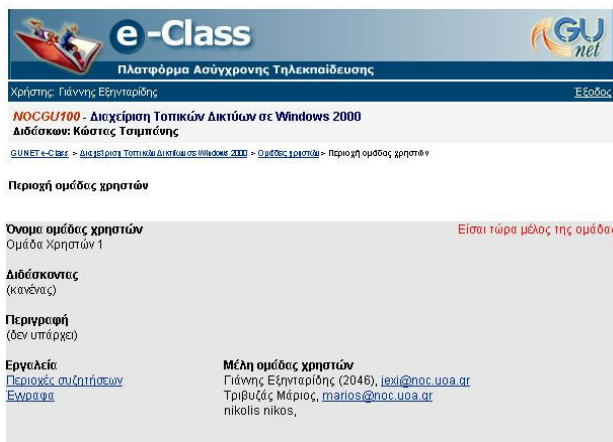 e-Class
GU
net
Πλατφόρμα Ασύγχρονης Τηλεκπαίδευσης
Χρήστης: Γιάννης Εξηνταρίδης
Έξοδος
NOCGU100 - Διαχείριση Τοπικών Δικτύων σε Windows 2000
Διδάσκων: Κώστας Τσιμπάνης
GUNET e-Class > Διαχείριση Τοπικών Δικτύων σε Windows 2000 > Ομάδες χρηστών > Περιοχή ομάδας χρηστών
Περιοχή ομάδας χρηστών
Όνομα ομάδας χρηστών
Είσαι τώρα μέλος της ομάδας
Ομάδα Χρηστών 1
Διδάσκοντας
(κανένας)
Περιγραφή
(δεν υπάρχει)
Εργαλεία
Μέλη ομάδας χρηστών
Περιοχές συζητήσεων
Γιάννης Εξηνταρίδης (2046), jexi@noc.uoa.gr
Έγγραφα
Τριβυζάς Μάριος, marios@noc.uoa.gr
nikolis nikos,